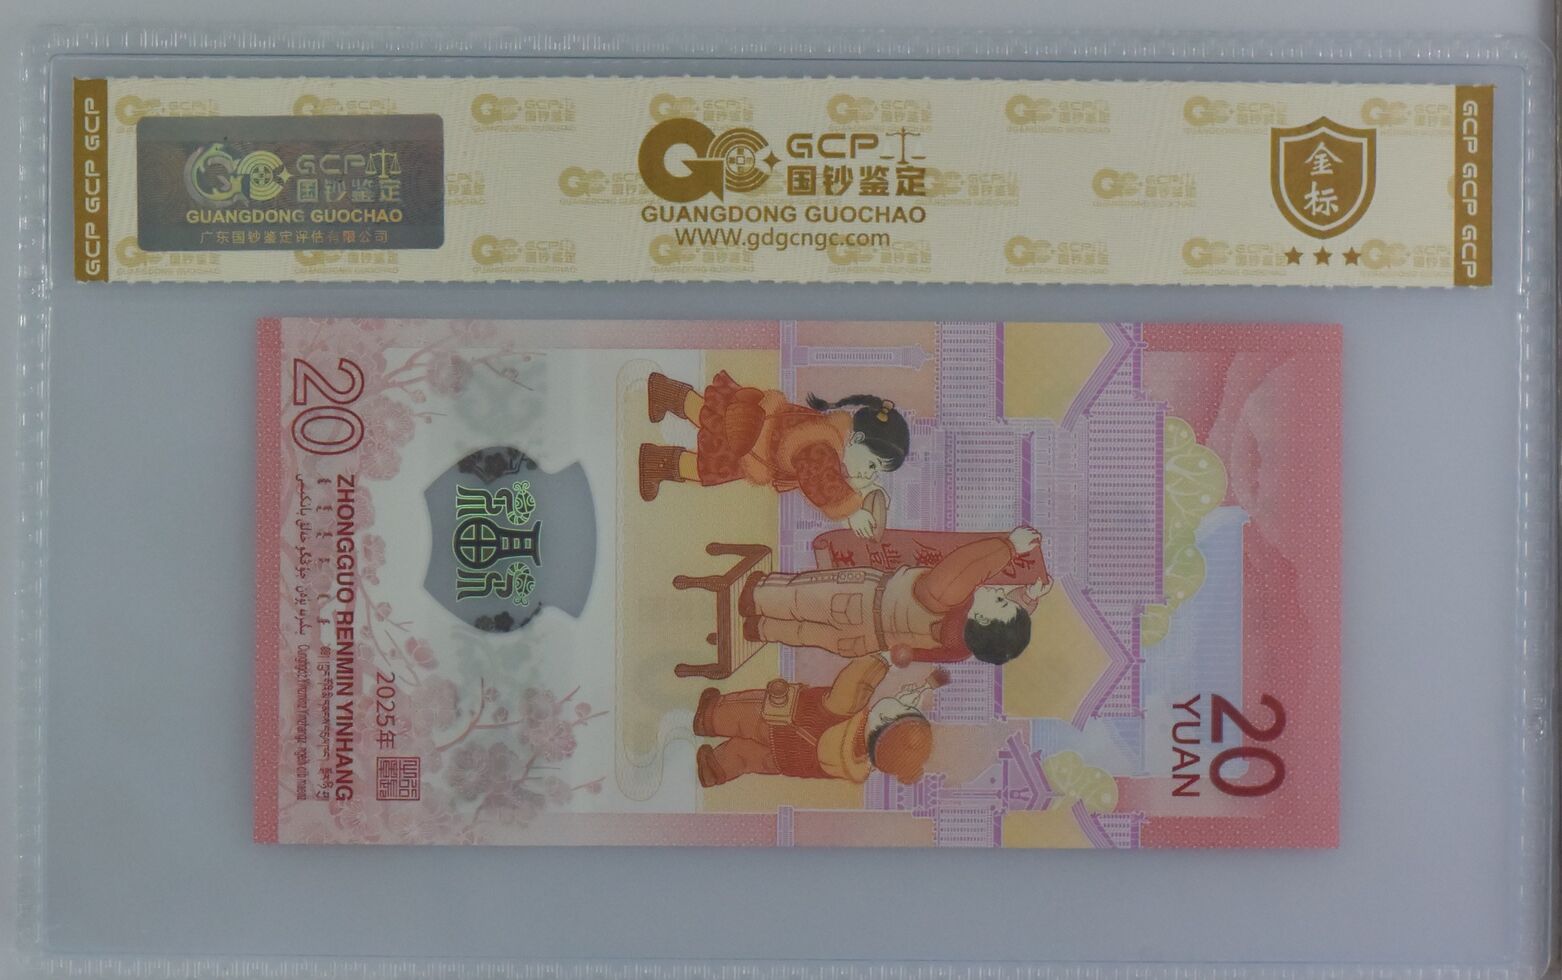 GCP GCP GCP
GCP
国钞鉴定
GUANGDONG GUOCHAO
广东国钞鉴定评估有限公司
GCP
国钞鉴定
GUANGDONG GUOCHAO
WWW.gdgcngc.com
金标
GCP GCP GCP
20
ZHONGGUO RENMIN YINHANG
2025年
20
YUAN